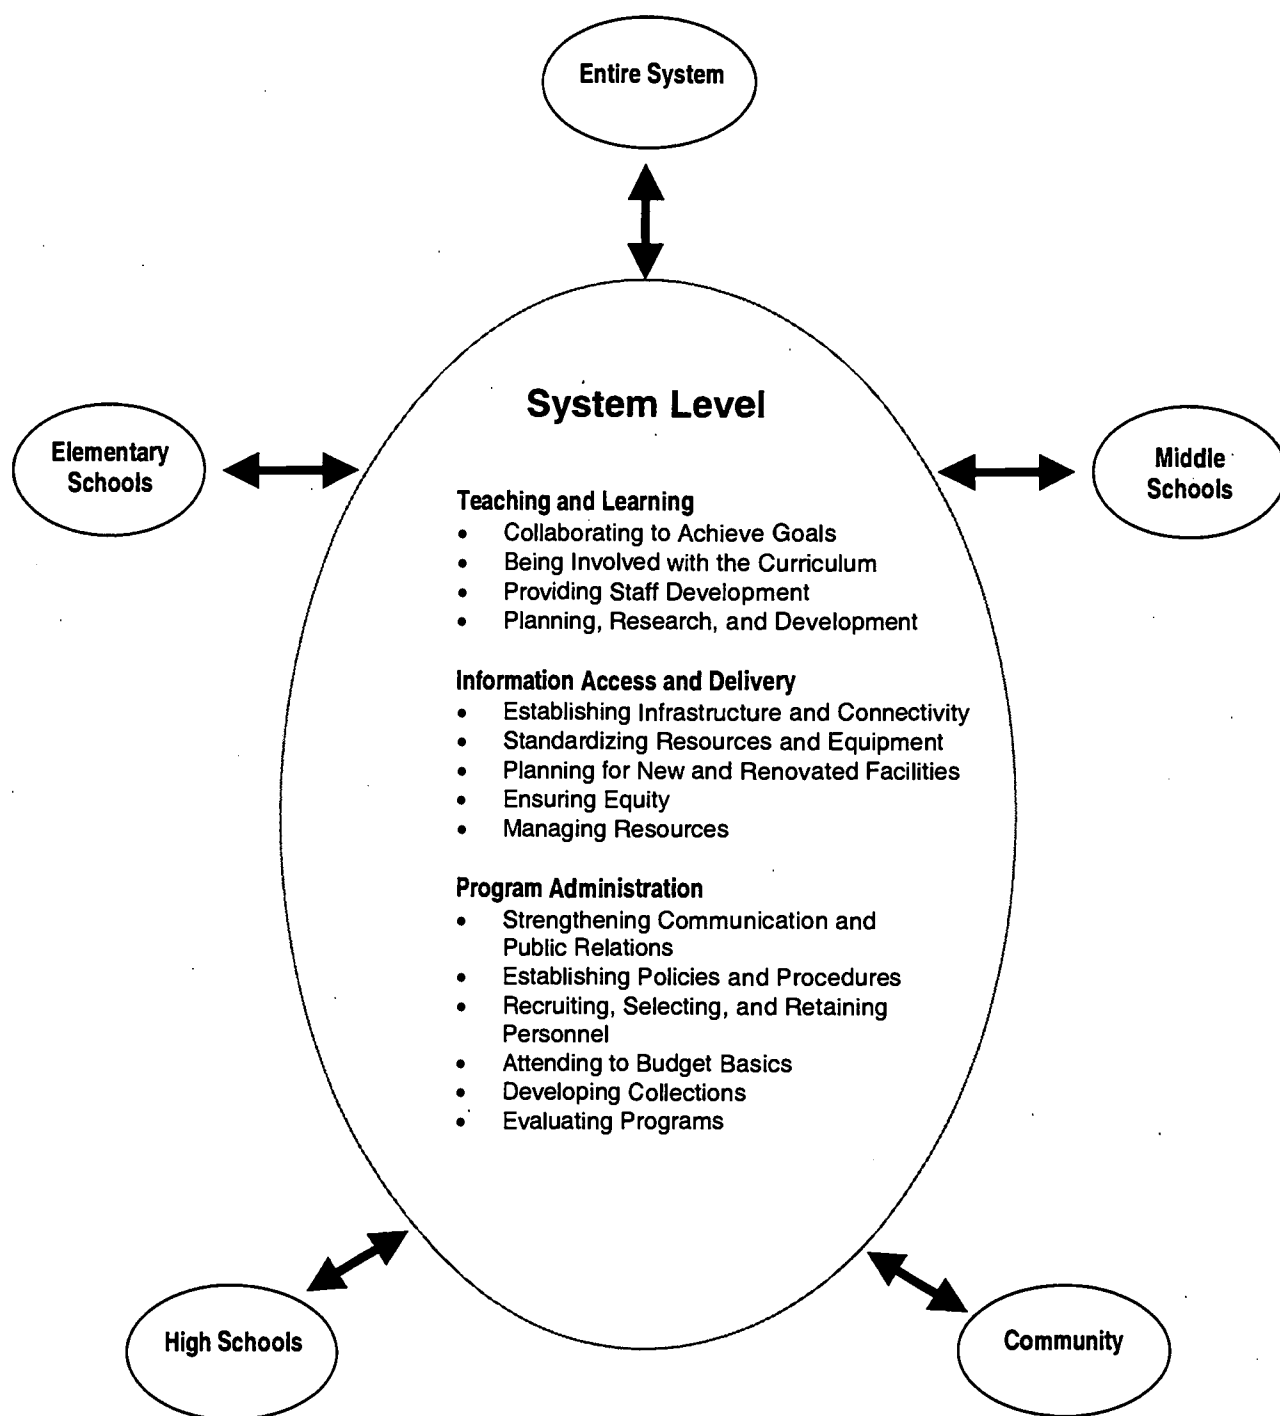 Entire System
System Level
Elementary
Schools
Middle
Schools
Teaching and Learning
• Collaborating to Achieve Goals
• Being Involved with the Curriculum
• Providing Staff Development
• Planning, Research, and Development
Information Access and Delivery
• Establishing Infrastructure and Connectivity
• Standardizing Resources and Equipment
• Planning for New and Renovated Facilities
• Ensuring Equity
• Managing Resources
Program Administration
• Strengthening Communication and
Public Relations
• Establishing Policies and Procedures
• Recruiting, Selecting, and Retaining
Personnel
• Attending to Budget Basics
• Developing Collections
• Evaluating Programs
High Schools
Community